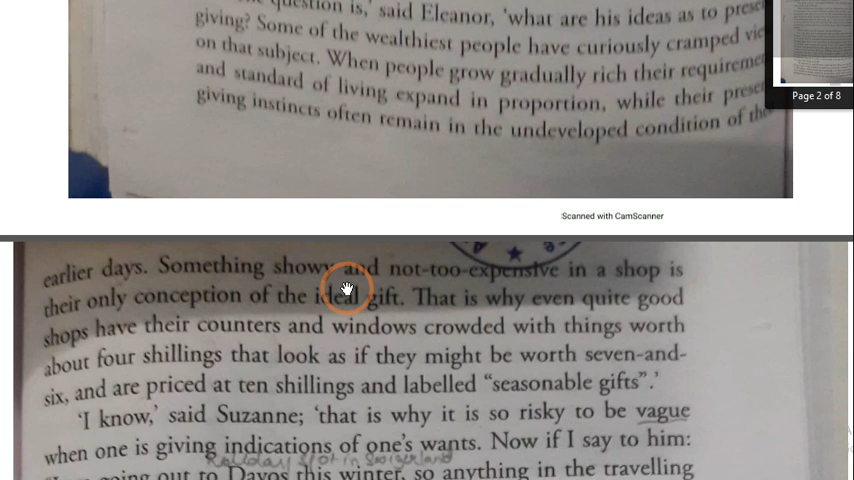 question is,' said Eleanor, 'what are his ideas as to
giving? Some of the wealthiest people have curiously cramped
on that subject. When people grow gradually rich their
and standard of living expand in proportion, while their
giving instincts often remain in the undeveloped condition of
Page 2 of 8
Scanned with CamScanner
earlier days. Something showy and not-too-expensive in a shop is
their only conception of the ideal gift. That is why even quite good
shops have their counters and windows crowded with things worth
about four shillings that look as if they might be worth seven-and-
six, and are priced at ten shillings and labelled “seasonable gifts”.'
'I know,' said Suzanne; 'that is why it is so risky to be vague
when one is giving indications of one's wants. Now if I say to him:
Holiday spot in
going out to Davos this winter, so anything in the travelling